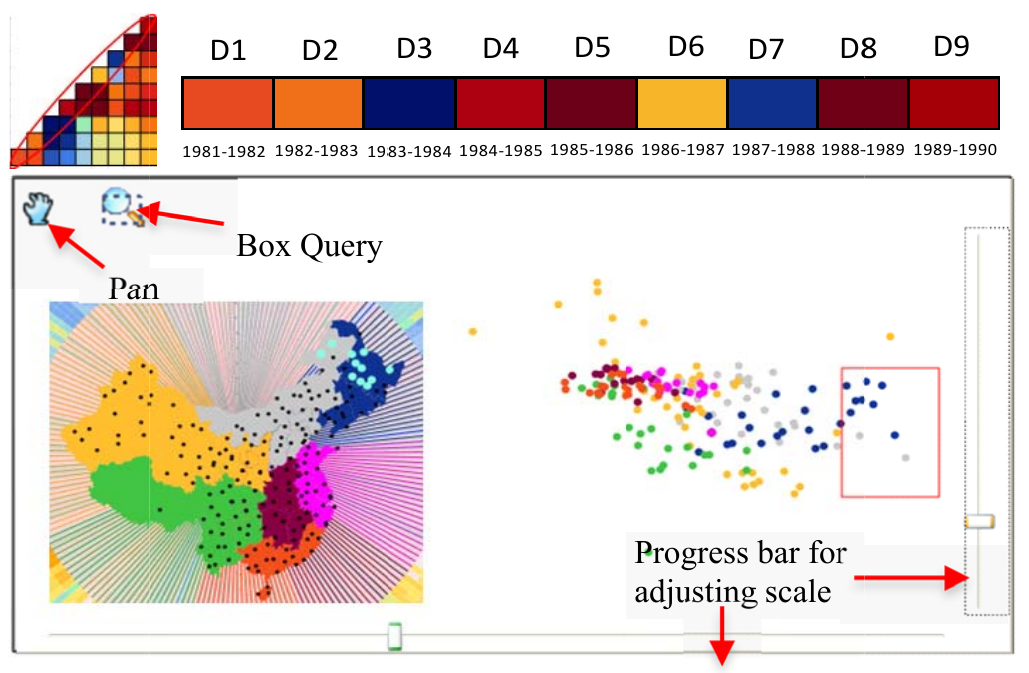 D1 D2 D3 D4 D5 D6 D7 D8 D9
1981-1982 1982-1983 1983-1984 1984-1985 1985-1986 1986-1987 1987-1988 1988-1989 1989-1990
Box Query
Pan
Progress bar for
adjusting scale